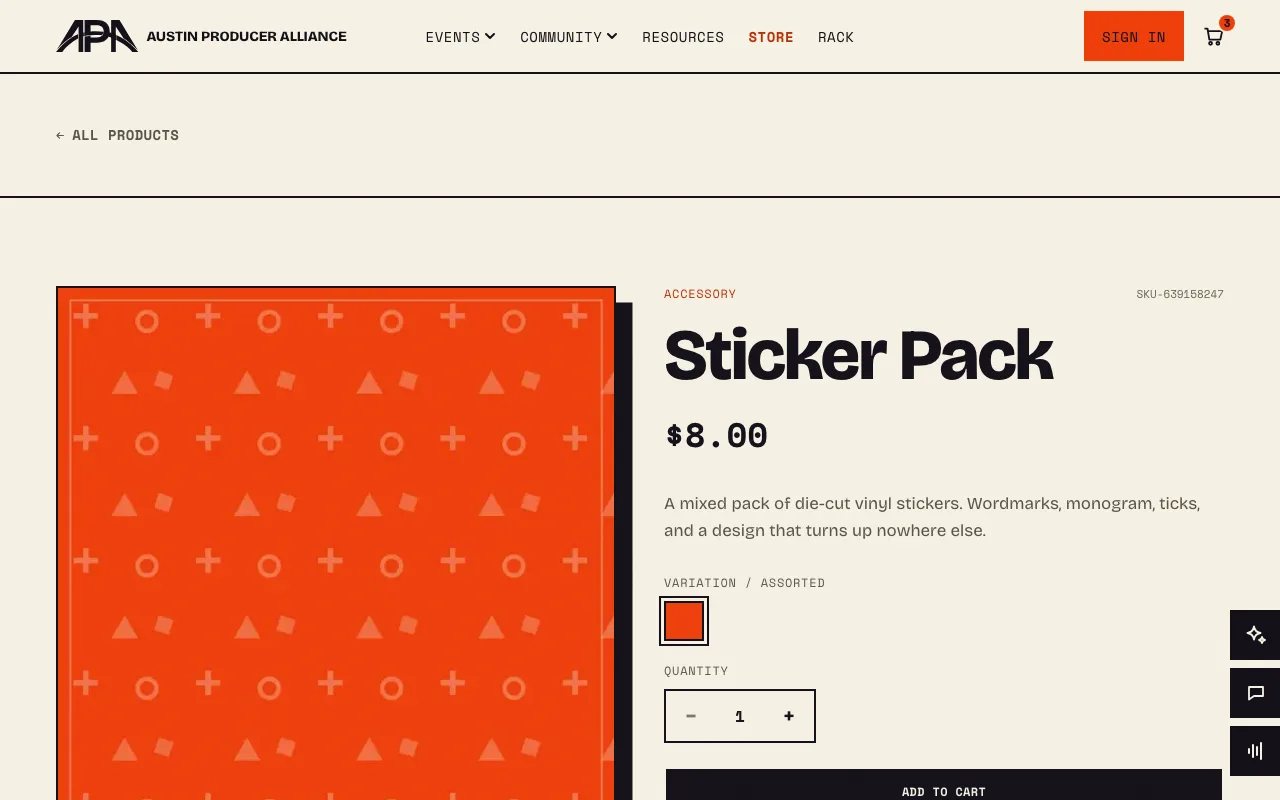 APA AUSTIN PRODUCER ALLIANCE EVENTS COMMUNITY RESOURCES STORE RACK SIGN IN 3
← ALL PRODUCTS
ACCESSORY SKU-639158247
Sticker Pack
$8.00
A mixed pack of die-cut vinyl stickers. Wordmarks, monogram, ticks,
and a design that turns up nowhere else.
VARIATION / ASSORTED
QUANTITY
− 1 +
ADD TO CART